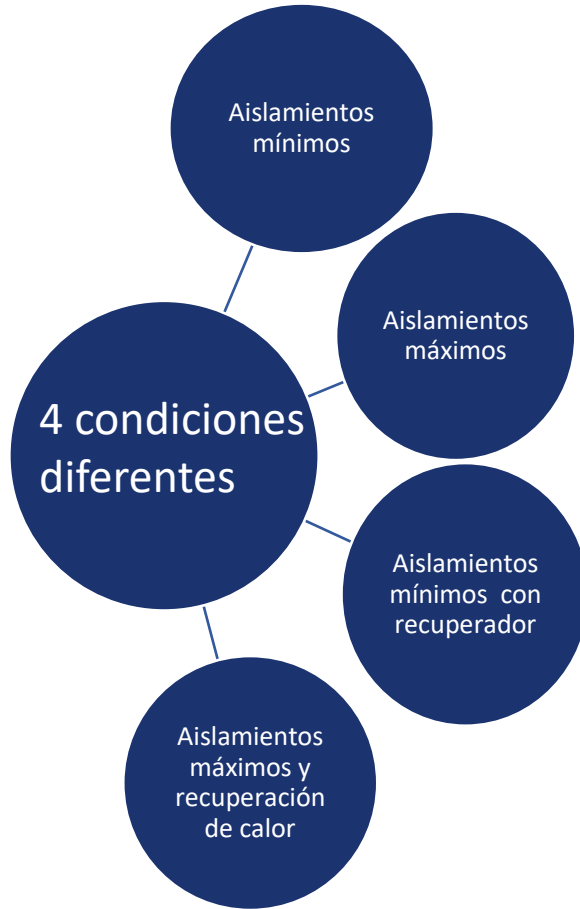 Aislamientos
mínimos
Aislamientos
máximos
4 condiciones
diferentes
Aislamientos
mínimos con
recuperador
Aislamientos
máximos y
recuperación
de calor